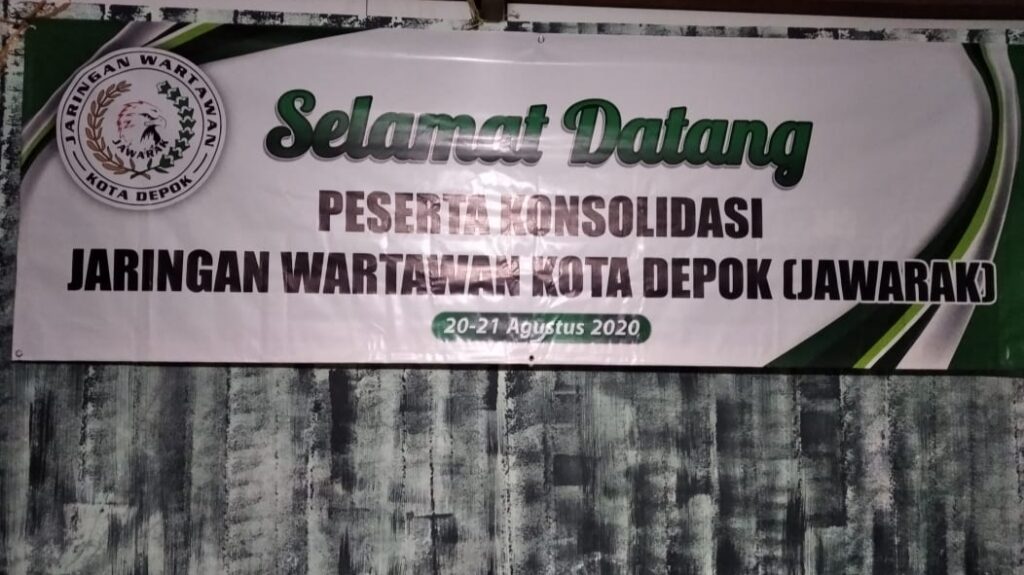 JARINGAN WARTAWAN
JAWARAK
KOTA DEPOK
Selamat Datang
PESERTA KONSOLIDASI
JARINGAN WARTAWAN KOTA DEPOK (JAWARAK)
20-21 Agustus 2020